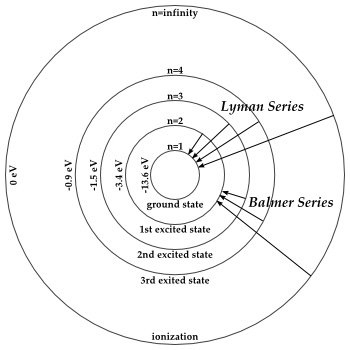 n=infinity
n=4
n=3
Lyman Series
n=2
n=1
0 eV
-0.9 eV
-1.5 eV
-3.4 eV
-13.6 eV
ground state
Balmer Series
1st excited state
2nd excited state
3rd exited state
ionization